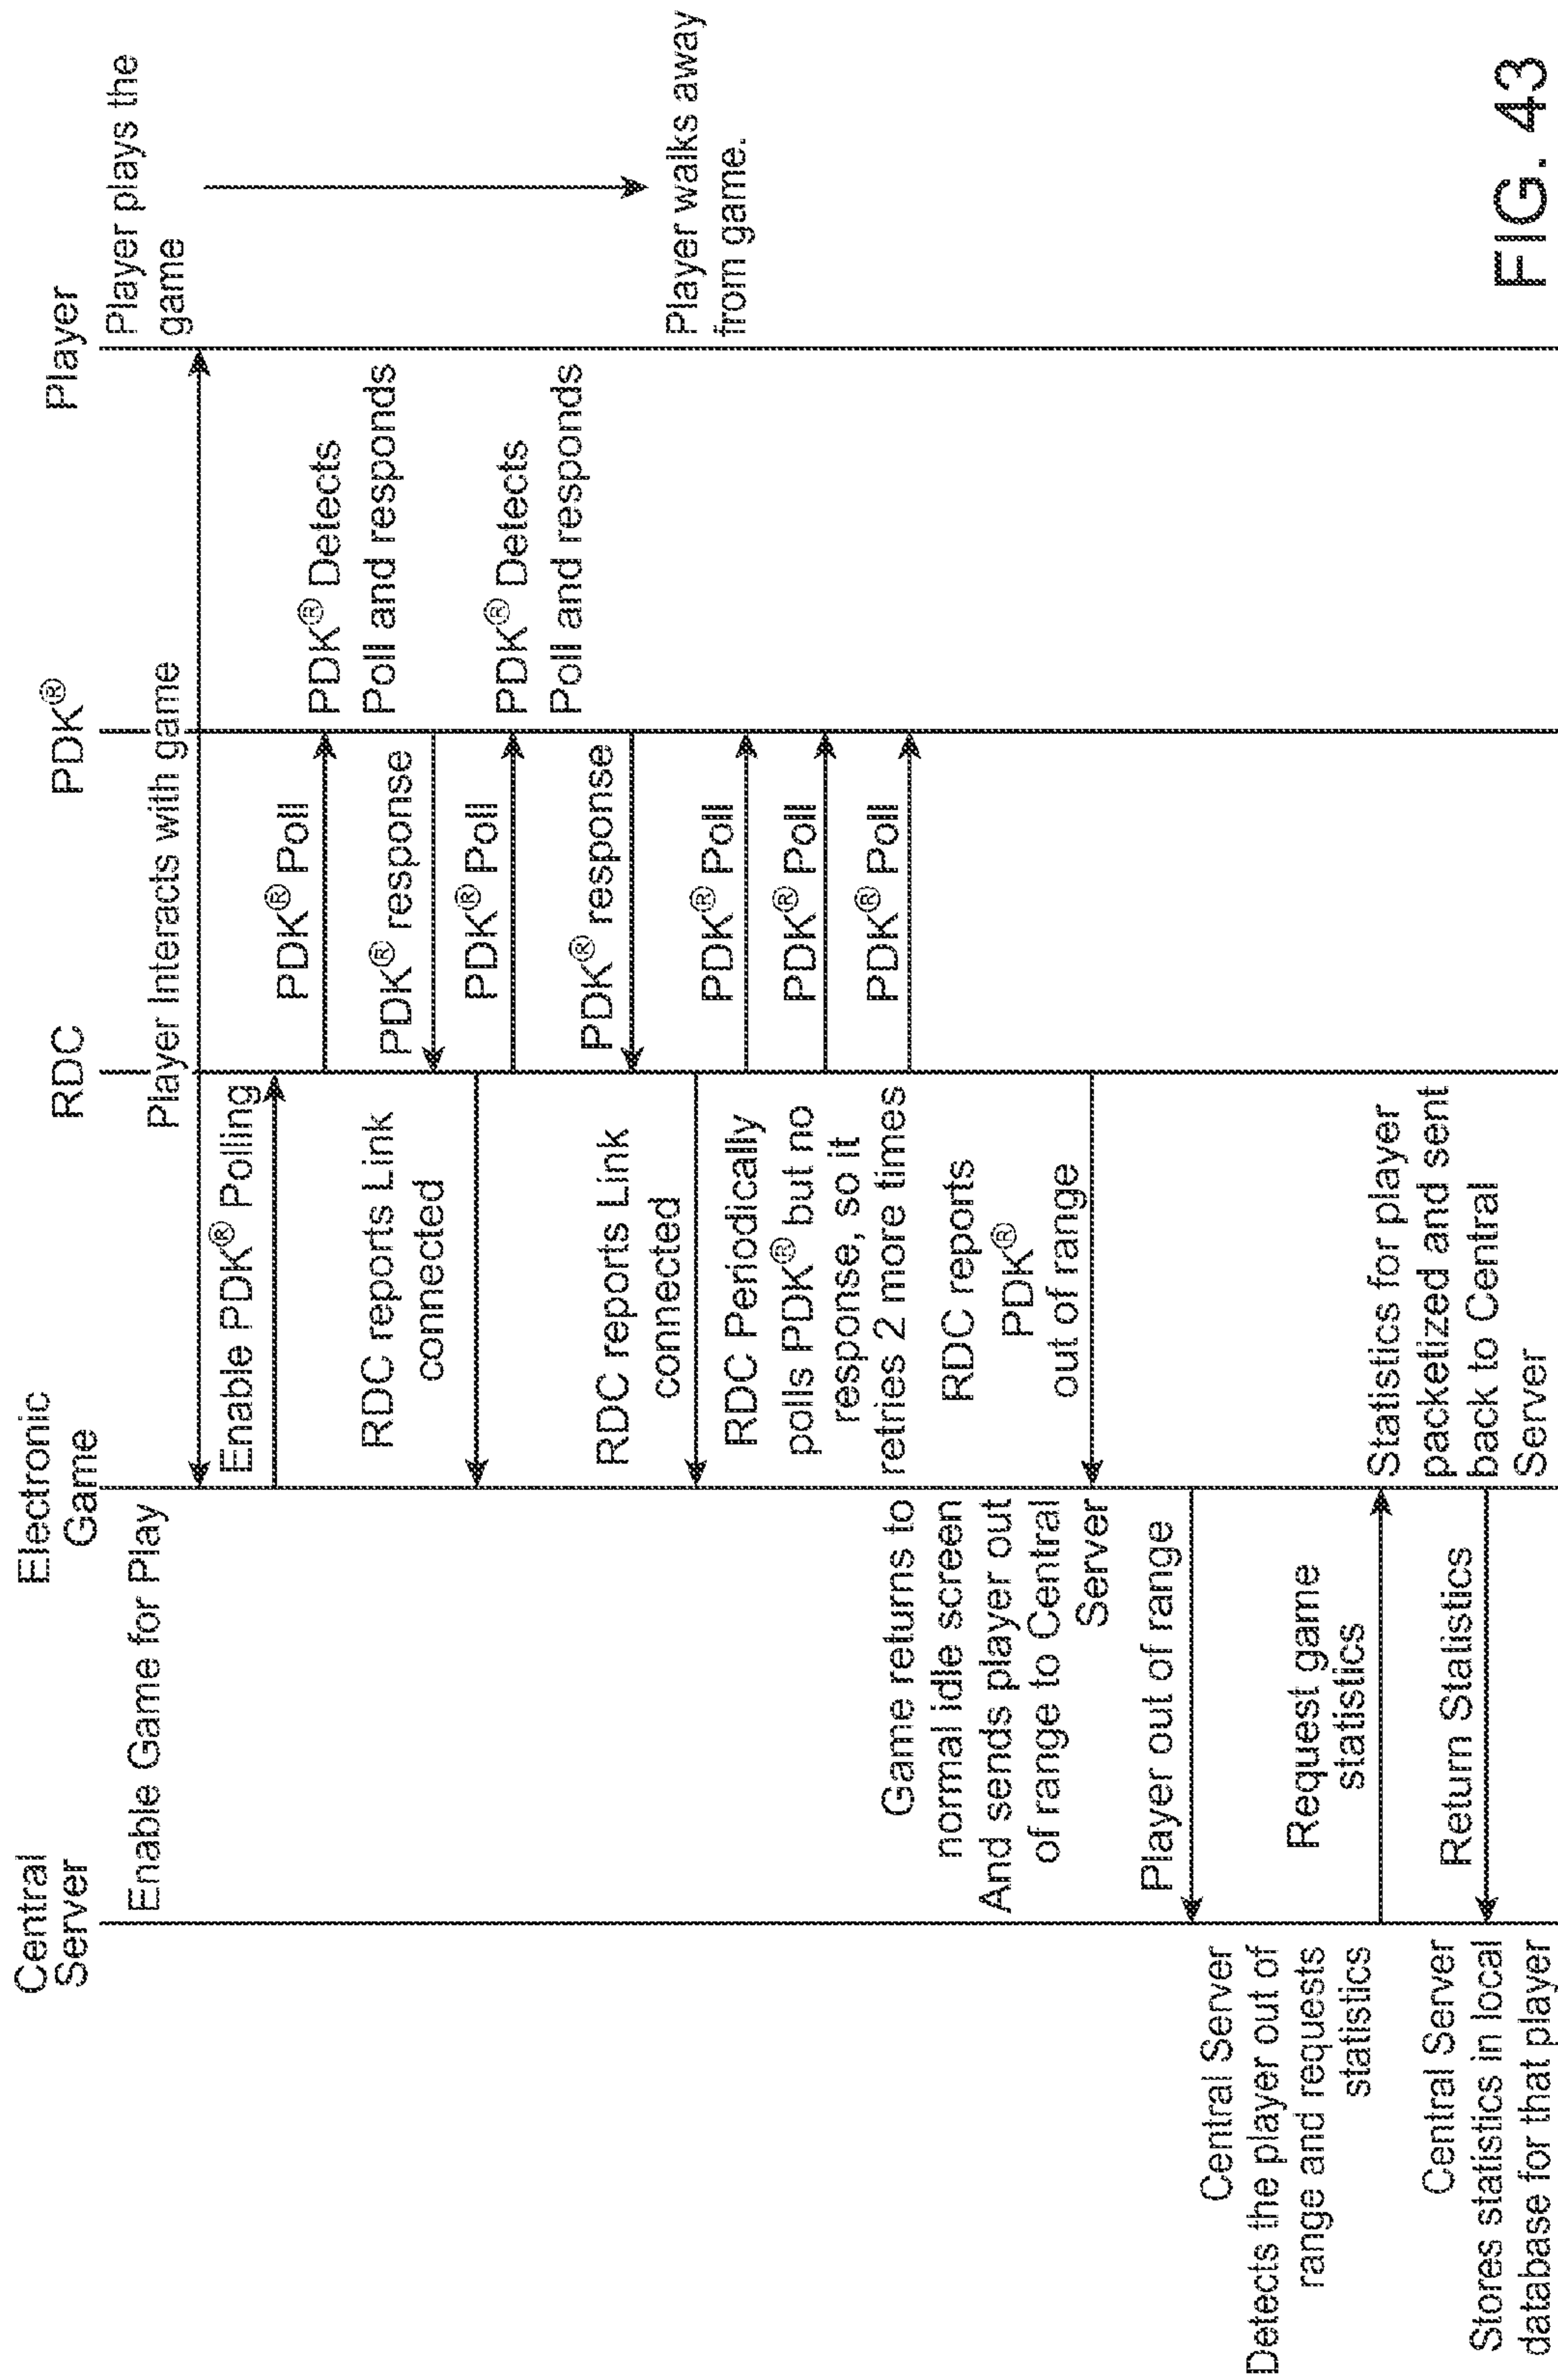 Central
Server
Electronic
Game
RDC
PDK®
Player
Enable Game for Play
Player Interacts with game
Player plays the
game
Enable PDK® Polling
PDK® Poll
PDK® Detects
Poll and responds
PDK® response
RDC reports Link
connected
PDK® Poll
PDK® Detects
Poll and responds
PDK® response
RDC reports Link
connected
Player walks away
from game.
RDC Periodically
polls PDK® but no
response, so it
retries 2 more times
PDK® Poll
PDK® Poll
PDK® Poll
RDC reports
PDK®
out of range
Game returns to
normal idle screen
And sends player out
of range to Central
Server
Player out of range
Central Server
Detects the player out of
range and requests
statistics
Request game
statistics
Statistics for player
packetized and sent
back to Central
Server
Return Statistics
Central Server
Stores statistics in local
database for that player
FIG. 43